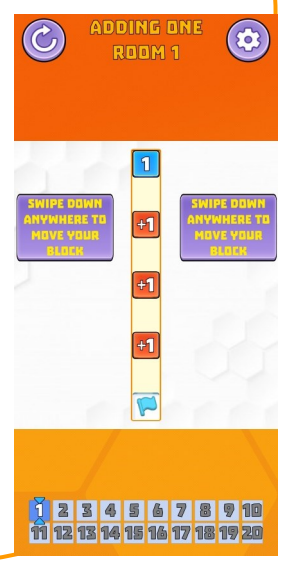 ADDING ONE
ROOM 1
1
SWIPE DOWN
ANYWHERE TO
MOVE YOUR
BLOCK
SWIPE DOWN
ANYWHERE TO
MOVE YOUR
BLOCK
+1
+1
+1
1 2 3 4 5 6 7 8 9 10
11 12 13 14 15 16 17 18 19 20